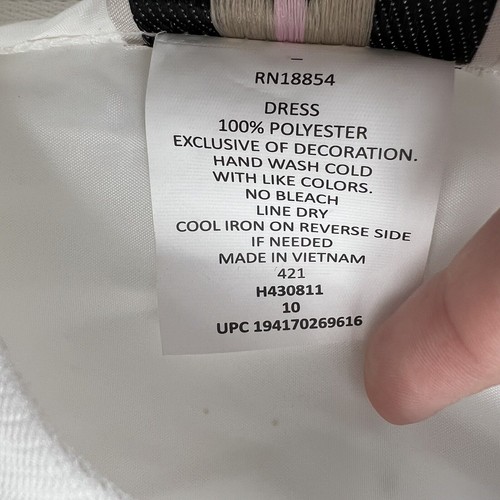 RN18854
DRESS
100% POLYESTER
EXCLUSIVE OF DECORATION.
HAND WASH COLD
WITH LIKE COLORS.
NO BLEACH
LINE DRY
COOL IRON ON REVERSE SIDE
IF NEEDED
MADE IN VIETNAM
421
H430811
10
UPC 194170269616